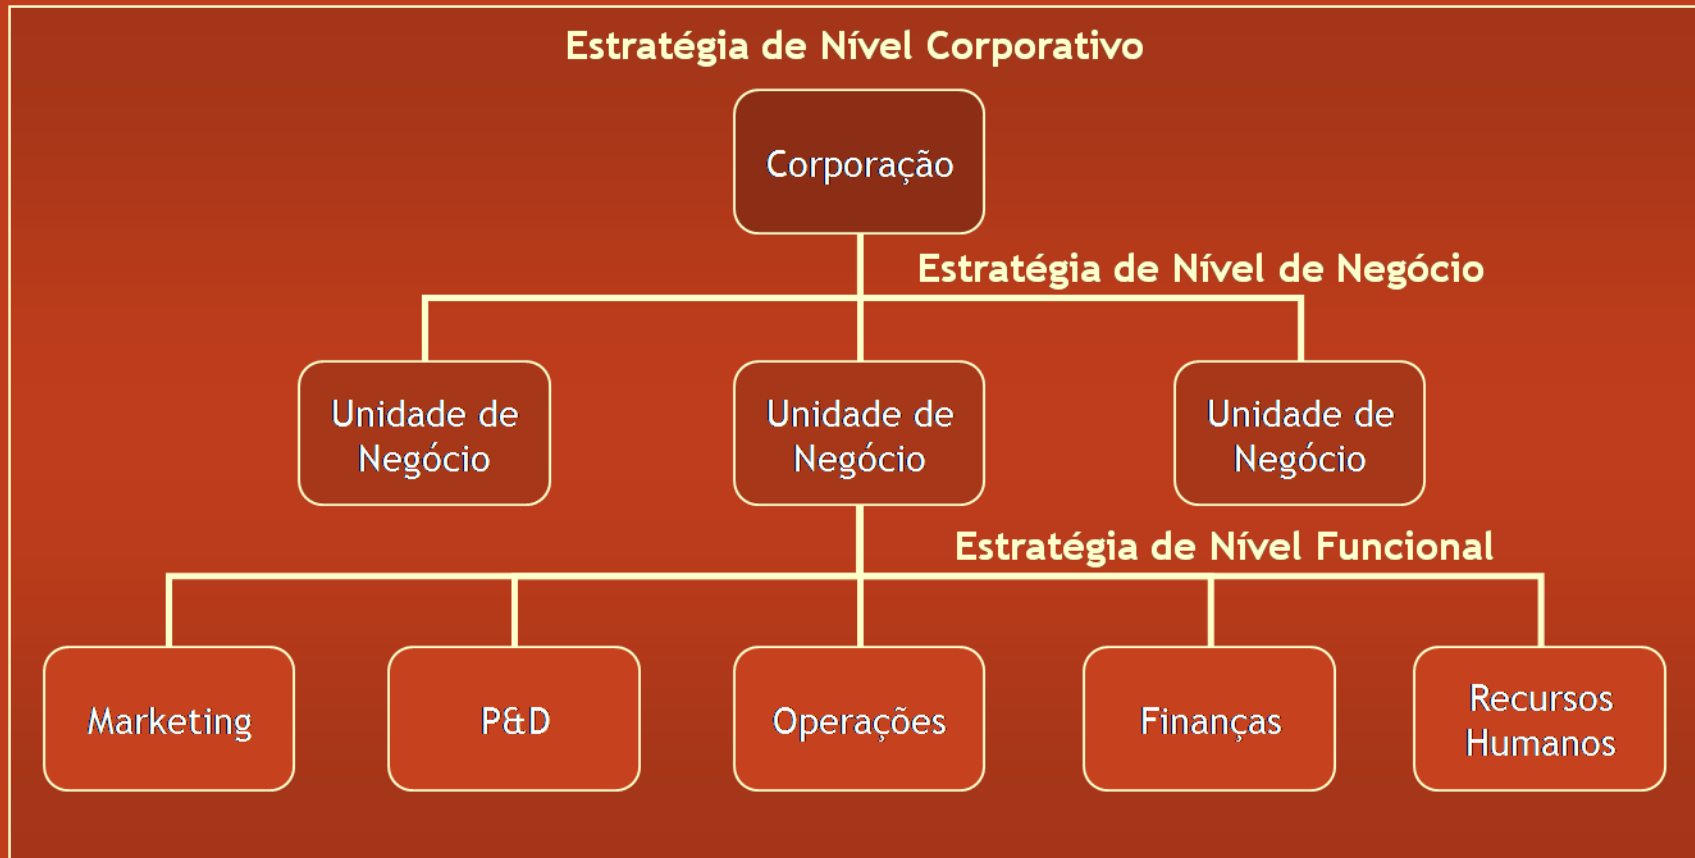 Estratégia de Nível Corporativo
Corporação
Estratégia de Nível de Negócio
Unidade de
Negócio
Unidade de
Negócio
Unidade de
Negócio
Estratégia de Nível Funcional
Marketing
P&D
Operações
Finanças
Recursos
Humanos